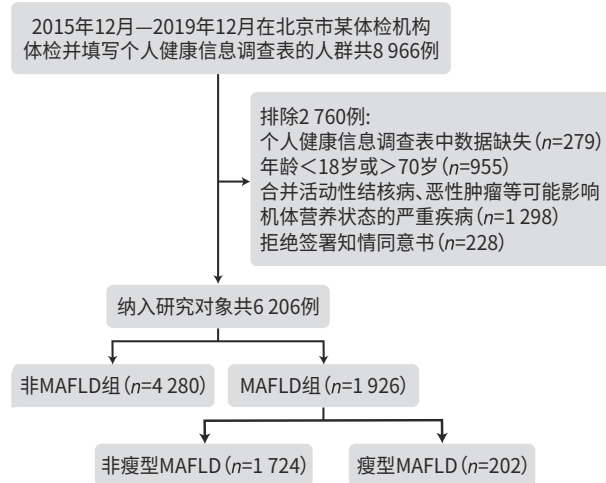 2015年12月—2019年12月在北京市某体检机构
体检并填写个人健康信息调查表的人群共8 966例
排除2 760例:
个人健康信息调查表中数据缺失(n=279)
年龄<18岁或>70岁(n=955)
合并活动性结核病、恶性肿瘤等可能影响
机体营养状态的严重疾病(n=1 298)
拒绝签署知情同意书(n=228)
纳入研究对象共6 206例
非MAFLD组(n=4 280)
MAFLD组(n=1 926)
非瘦型MAFLD(n=1 724)
瘦型MAFLD(n=202)